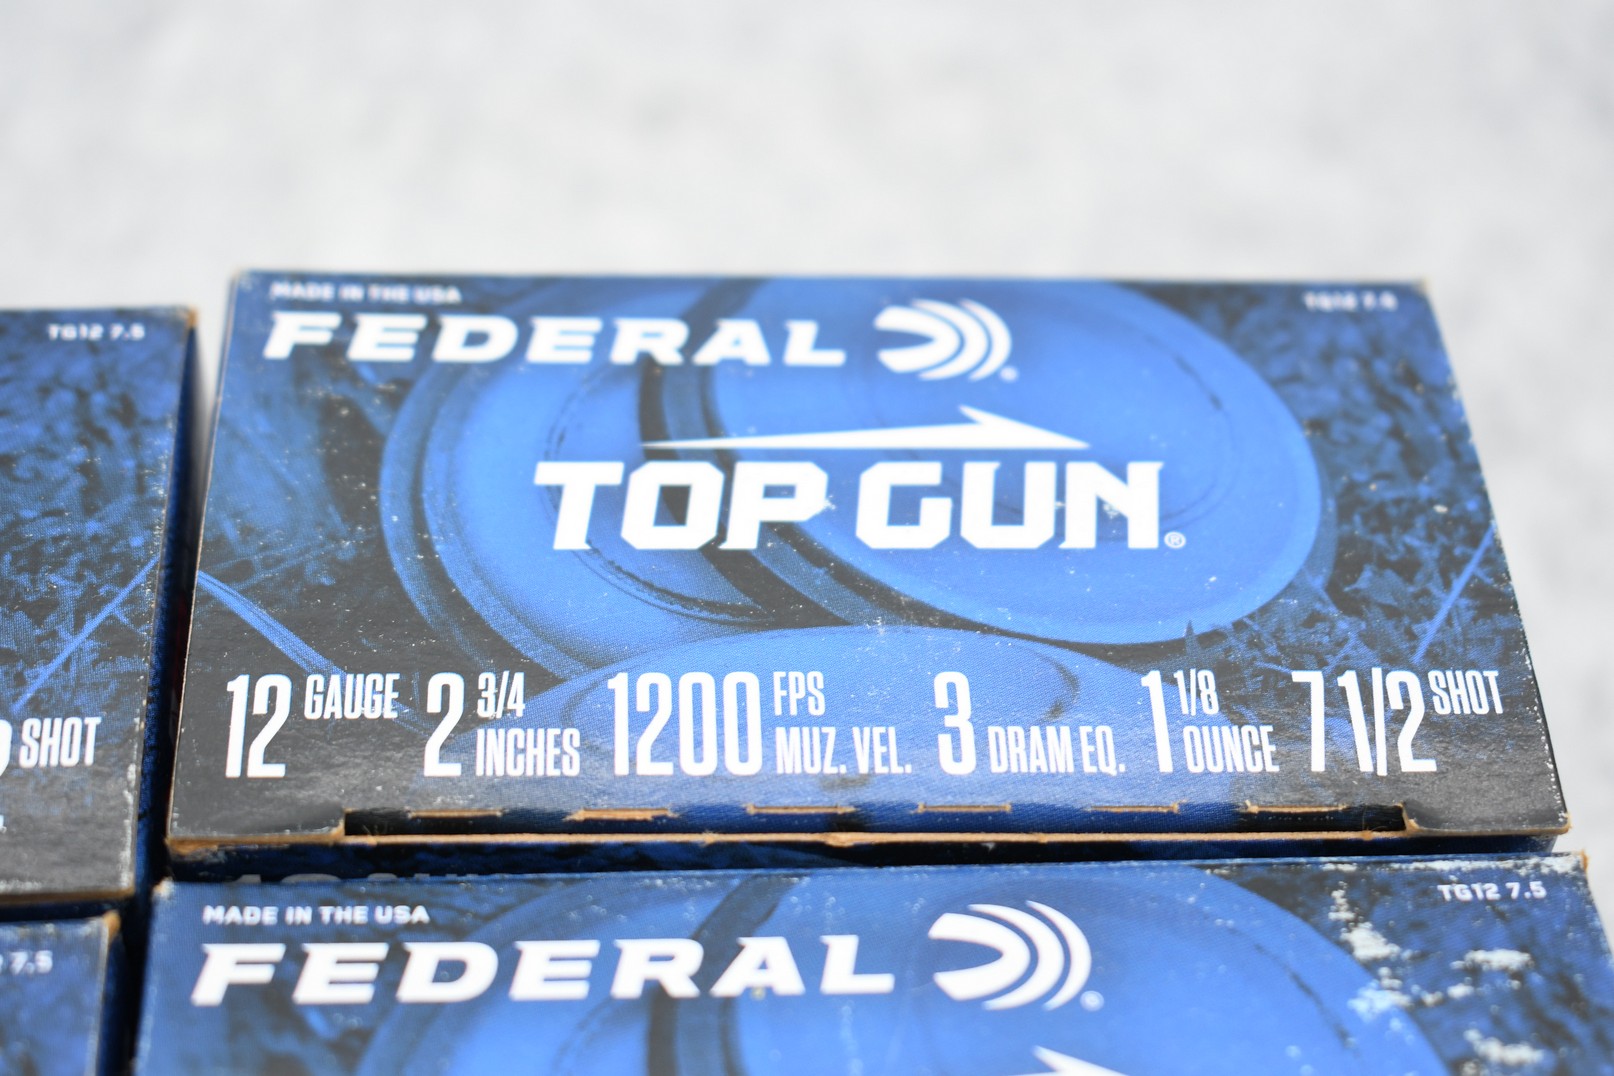 MADE IN THE USA
TG12 7.5
FEDERAL
TOP GUN®
12 GAUGE 2 3/4 INCHES 1200 FPS MUZ. VEL. 3 DRAM EQ. 1 1/8 OUNCE 7 1/2 SHOT
TG12 7.5
SHOT
MADE IN THE USA
TG12 7.5
FEDERAL
7.5